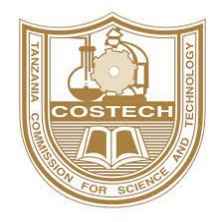 COSTECH
TANZANIA COMMISSION FOR SCIENCE AND TECHNOLOGY